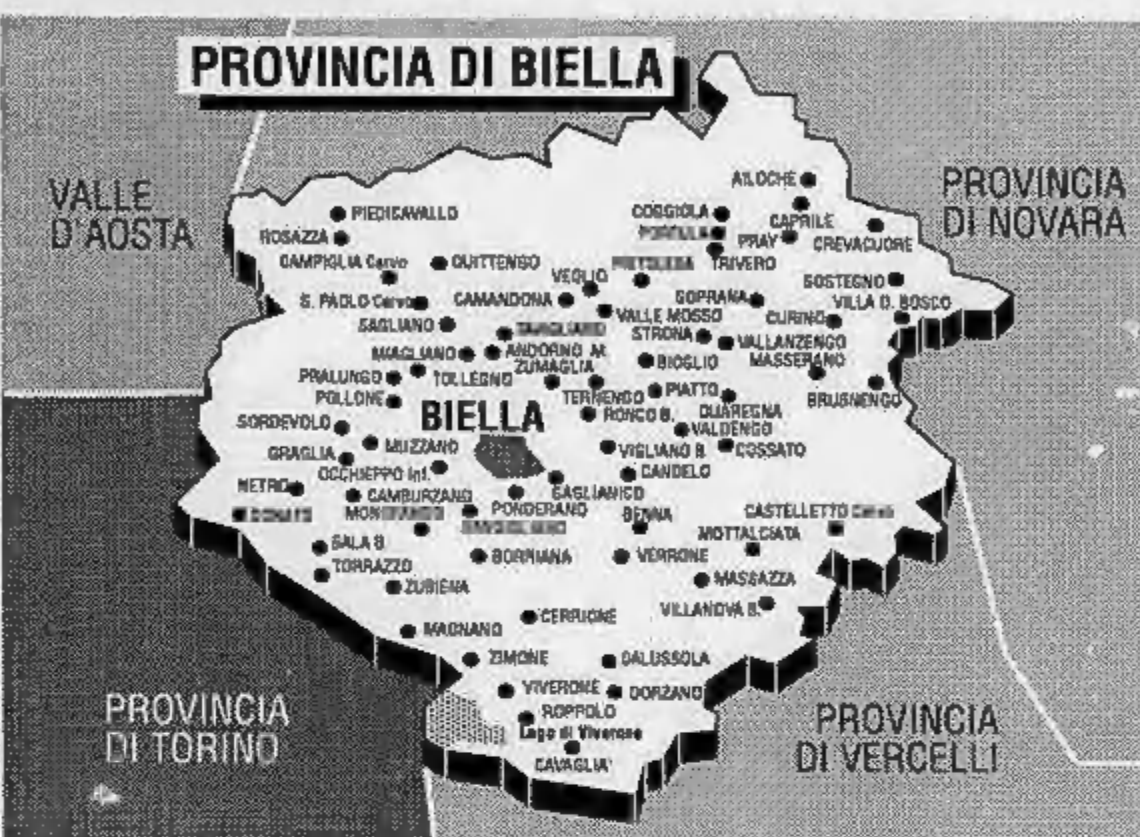 PROVINCIA DI BIELLA
VALLE
D'AOSTA
PROVINCIA
DI NOVARA
AILOCHE
PIEDICAVALLO
COGGIOLA
CAPRILE
ROSAZZA
PORTULA
PRAY
CREVACUORE
CAMPIGLIA Cervo
QUITTENGO
TRIVERO
VEGLIO
SOSTEGNO
S. PAOLO Cervo
CAMANDONA
SOPRANA
VILLA D. BOSCO
VALLE MOSSO
CURINO
SAGLIANO
STRONA
VALLANZENGO
MIAGLIANO
ANDORNO M.
BIOGLIO
MASSERANO
ZUMAGLIA
PRALUNGO
TOLLEGNO
TERNENGO
PIATTO
BRUSNENGO
POLLONE
QUAREGNA
BIELLA
RONCO B.
VALDENGO
SORDEVOLO
MUZZANO
VIGLIANO B.
COSSATO
GRAGLIA
OCCHIEPPO Inf.
CANDELO
NETRO
CAMBURZANO
GAGLIANICO
PONDERANO
DONATO
BENNA
CASTELLETTO Cervo
MOTTALCIATA
SALA B.
BORRIANA
VERRONE
TORRAZZO
ZUBIENA
MASSAZZA
VILLANOVA B.
CERRIONE
MAGNANO
ZIMONE
SALUSSOLA
VIVERONE
DORZANO
ROPPOLO
Lago di Viverone
CAVAGLIA'
PROVINCIA
DI TORINO
PROVINCIA
DI VERCELLI